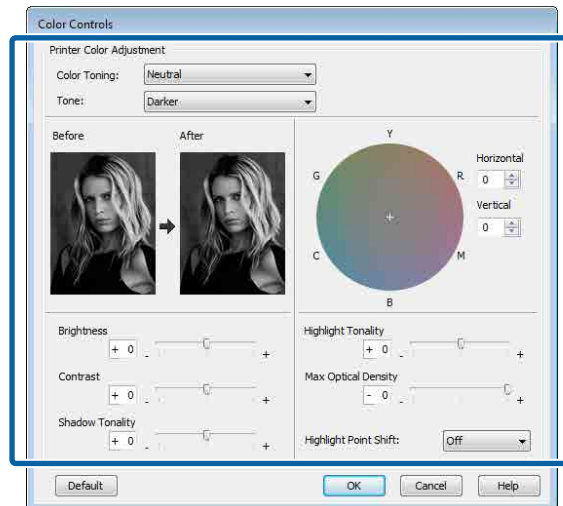 Color Controls
Printer Color Adjustment
Color Toning: Neutral
Tone: Darker
Before After
Y
G R
C M
B
Horizontal
0
Vertical
0
Brightness
+ 0 - +
Contrast
+ 0 - +
Shadow Tonality
+ 0 - +
Highlight Tonality
+ 0 - +
Max Optical Density
- 0 - +
Highlight Point Shift: Off
Default OK Cancel Help